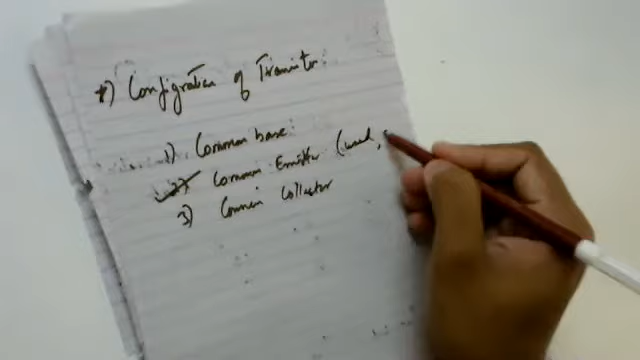 *) Configration of Transistor:
1) Common base:
2) Common Emitter (used,
3) Common Collector